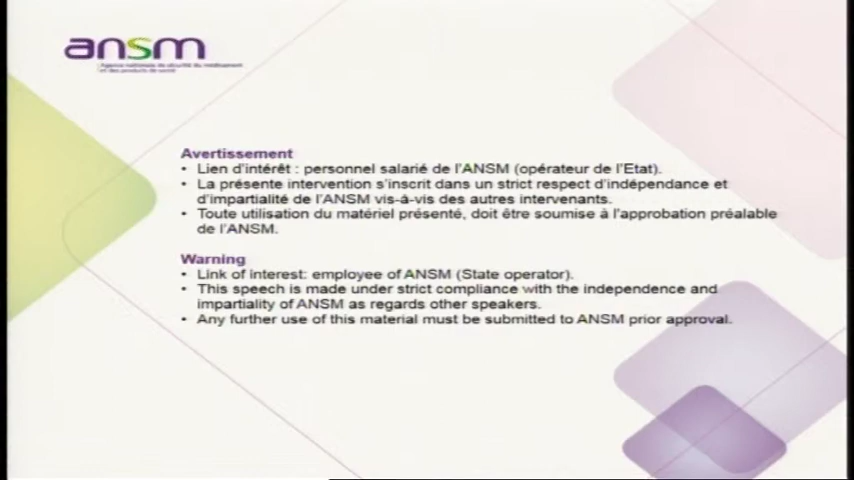 ansm
Agence nationale de sécurité du médicament
et des produits de santé
Avertissement
• Lien d'intérêt : personnel salarié de l'ANSM (opérateur de l'Etat).
• La présente intervention s'inscrit dans un strict respect d'indépendance et
d'impartialité de l'ANSM vis-à-vis des autres intervenants.
• Toute utilisation du matériel présenté, doit être soumise à l'approbation préalable
de l'ANSM.
Warning
• Link of interest: employee of ANSM (State operator).
• This speech is made under strict compliance with the independence and
impartiality of ANSM as regards other speakers.
• Any further use of this material must be submitted to ANSM prior approval.